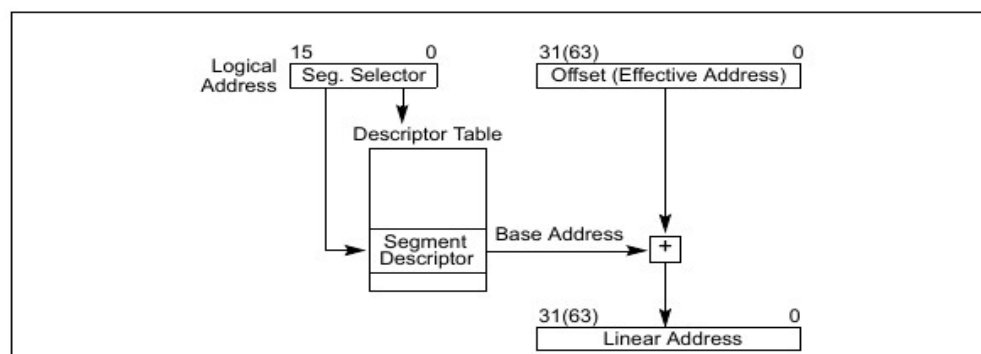 15 0
31(63) 0
Logical
Address
Seg. Selector
Offset (Effective Address)
Descriptor Table
Segment
Descriptor
Base Address
+
31(63) 0
Linear Address